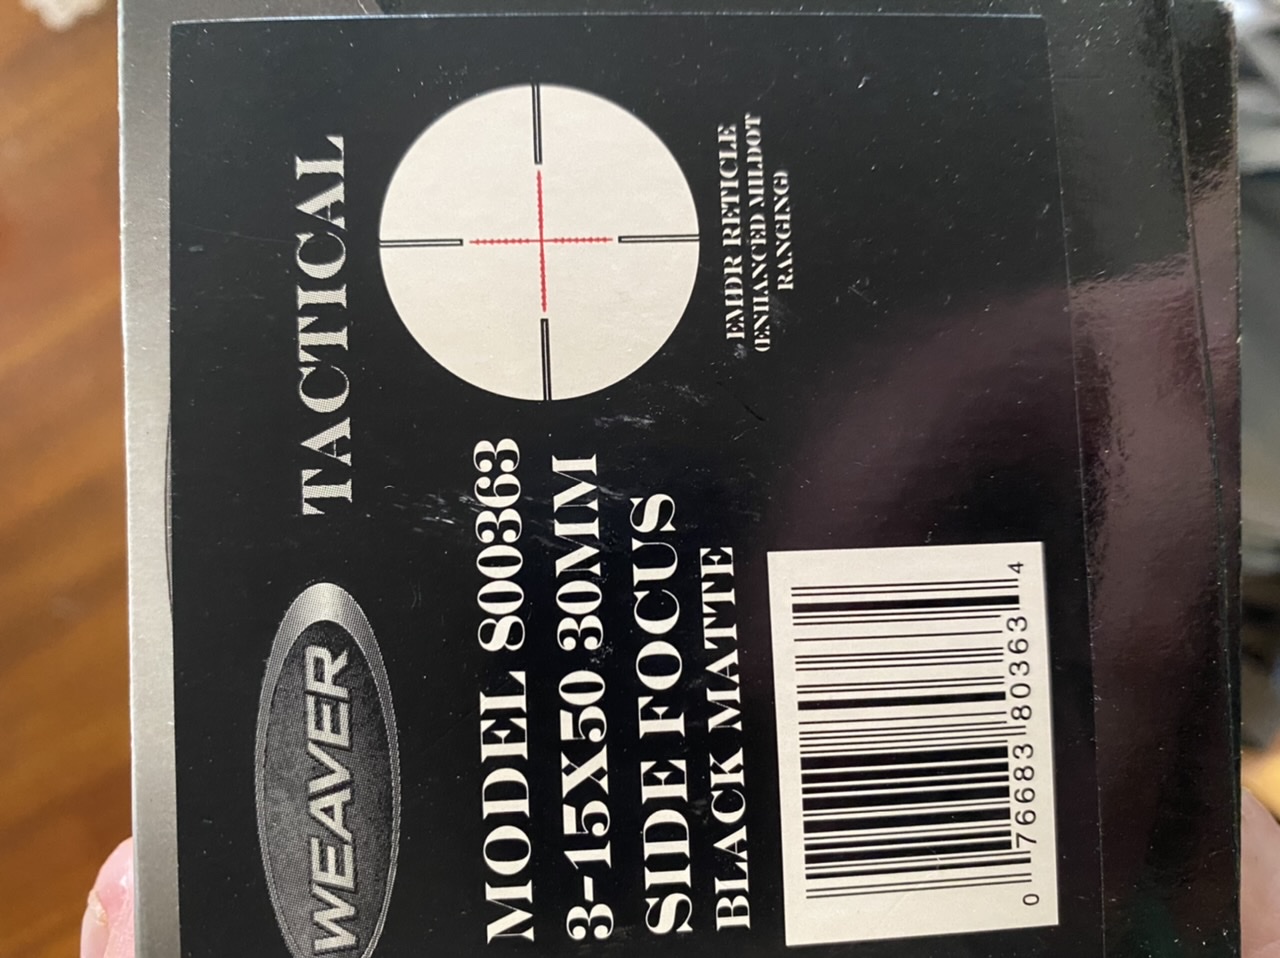 WEAVER
TACTICAL
MODEL 800363
3-15X50 30MM
SIDE FOCUS
BLACK MATTE
EMDR RETICLE
(ENHANCED MILDOT
RANGING)
0 76683 80363 4